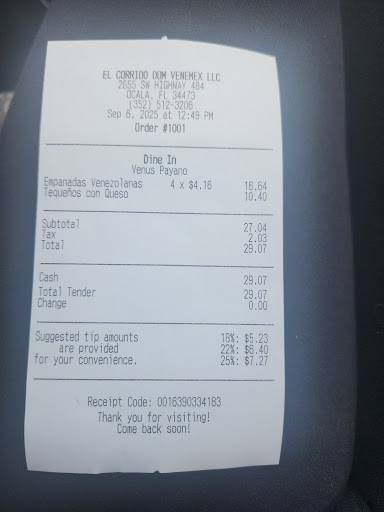 EL CORRIDO DOM VENEMEX LLC
2655 SW HIGHWAY 484
OCALA, FL 34473
(352) 512-3206
Sep 6, 2025 at 12:49 PM
Order #1001
Dine In
Venus Payano
Empanadas Venezolanas 4 x $4.16 16.64
Tequeños con Queso 10.40
Subtotal 27.04
Tax 2.03
Total 29.07
Cash 29.07
Total Tender 29.07
Change 0.00
Suggested tip amounts 18%: $5.23
are provided 22%: $6.40
for your convenience. 25%: $7.27
Receipt Code: 0016390334183
Thank you for visiting!
Come back soon!